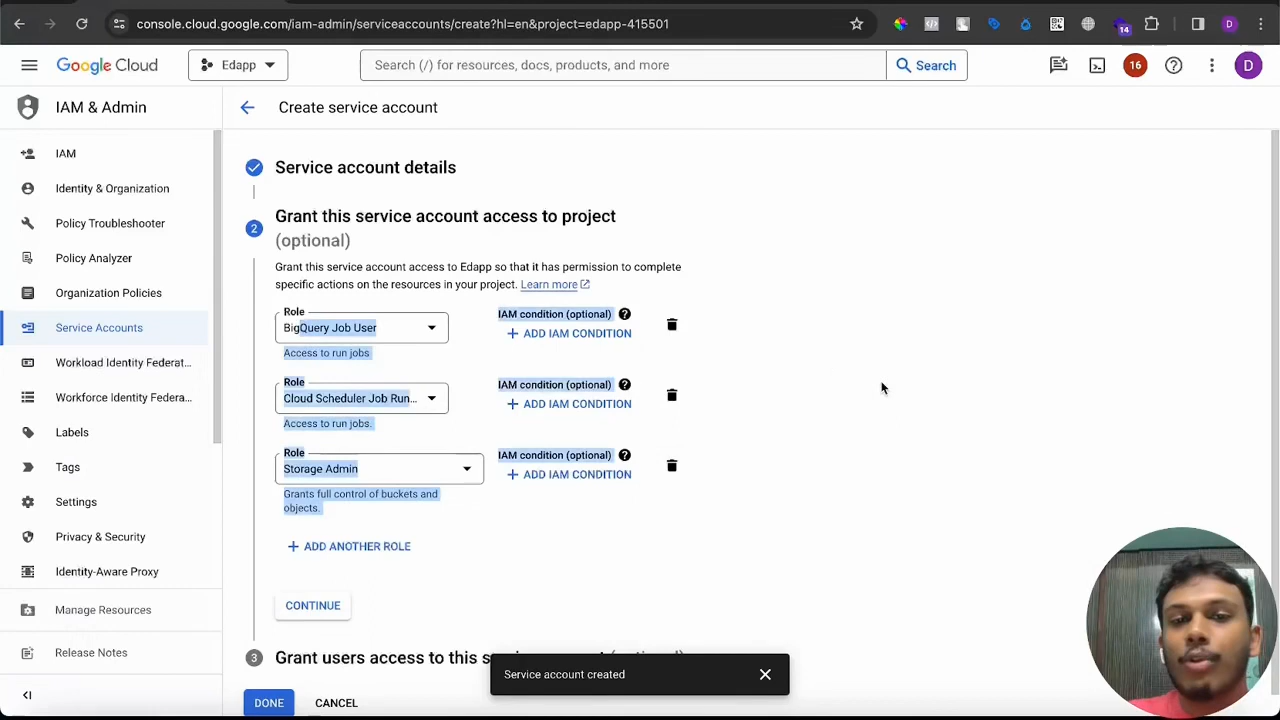 console.cloud.google.com/iam-admin/serviceaccounts/create?hl=en&project=edapp-415501
14
D
Google Cloud
Edapp
Search (/) for resources, docs, products, and more
Search
16
D
IAM & Admin
Create service account
IAM
Identity & Organization
Policy Troubleshooter
Policy Analyzer
Organization Policies
Service Accounts
Workload Identity Federat...
Workforce Identity Federa...
Labels
Tags
Settings
Privacy & Security
Identity-Aware Proxy
Manage Resources
Release Notes
Service account details
2
Grant this service account access to project
(optional)
Grant this service account access to Edapp so that it has permission to complete
specific actions on the resources in your project. Learn more
Role
BigQuery Job User
Access to run jobs
IAM condition (optional)
+ ADD IAM CONDITION
Role
Cloud Scheduler Job Run...
Access to run jobs.
IAM condition (optional)
+ ADD IAM CONDITION
Role
Storage Admin
Grants full control of buckets and
objects.
IAM condition (optional)
+ ADD IAM CONDITION
+ ADD ANOTHER ROLE
CONTINUE
3
Grant users access to this s
Service account created
DONE
CANCEL